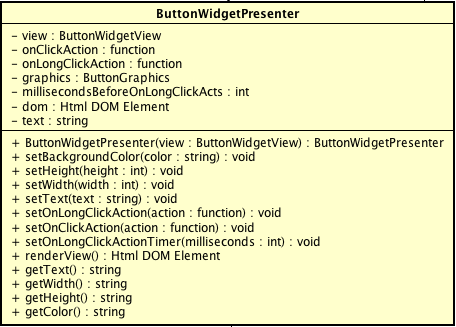 ButtonWidgetPresenter
- view : ButtonWidgetView
- onClickAction : function
- onLongClickAction : function
- graphics : ButtonGraphics
- millisecondsBeforeOnLongClickActs : int
- dom : Html DOM Element
- text : string
+ ButtonWidgetPresenter(view : ButtonWidgetView) : ButtonWidgetPresenter
+ setBackgroundColor(color : string) : void
+ setHeight(height : int) : void
+ setWidth(width : int) : void
+ setText(text : string) : void
+ setOnLongClickAction(action : function) : void
+ setOnClickAction(action : function) : void
+ setOnLongClickActionTimer(milliseconds : int) : void
+ renderView() : Html DOM Element
+ getText() : string
+ getWidth() : string
+ getHeight() : string
+ getColor() : string